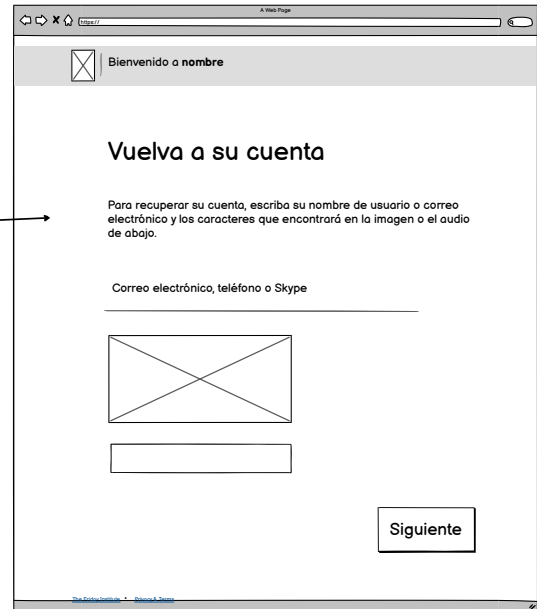 A Web Page
https://
Bienvenido a nombre
Vuelva a su cuenta
Para recuperar su cuenta, escriba su nombre de usuario o correo
electrónico y los caracteres que encontrará en la imagen o el audio
de abajo.
Correo electrónico, teléfono o Skype
Siguiente
The Friday Institute • Privacy & Terms